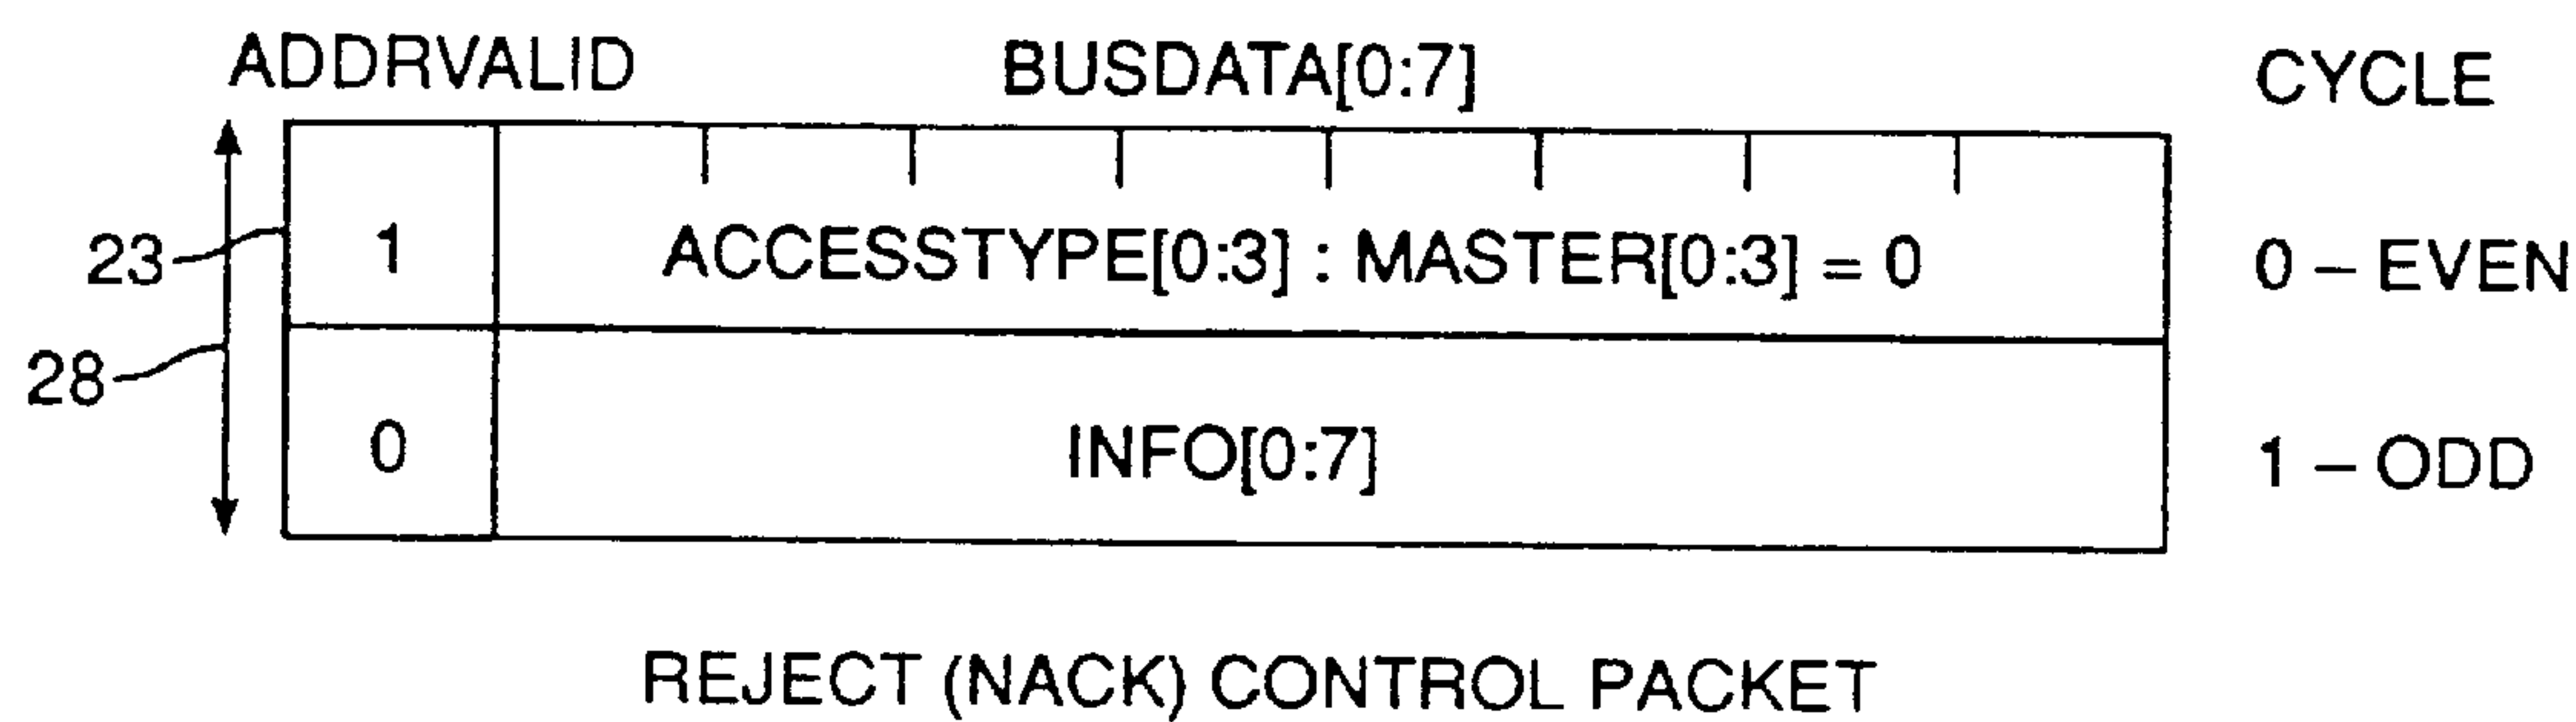 ADDRVALID BUSDATA[0:7] CYCLE
23 1 ACCESSTYPE[0:3] : MASTER[0:3] = 0 0 – EVEN
28
0 INFO[0:7] 1 – ODD
REJECT (NACK) CONTROL PACKET